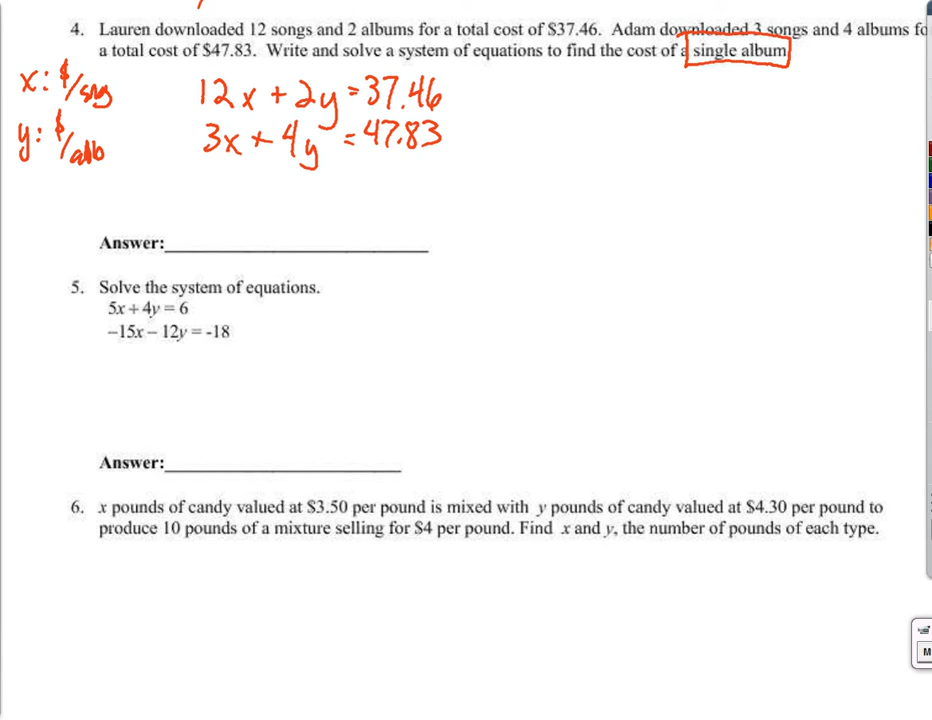 4. Lauren downloaded 12 songs and 2 albums for a total cost of $37.46. Adam downloaded 3 songs and 4 albums fo
a total cost of $47.83. Write and solve a system of equations to find the cost of a single album
x: $/song
12x + 2y = 37.46
y: $/alb
3x + 4y = 47.83
Answer:
5. Solve the system of equations.
5x + 4y = 6
−15x − 12y = -18
Answer:
6. x pounds of candy valued at $3.50 per pound is mixed with y pounds of candy valued at $4.30 per pound to
produce 10 pounds of a mixture selling for $4 per pound. Find x and y, the number of pounds of each type.
M